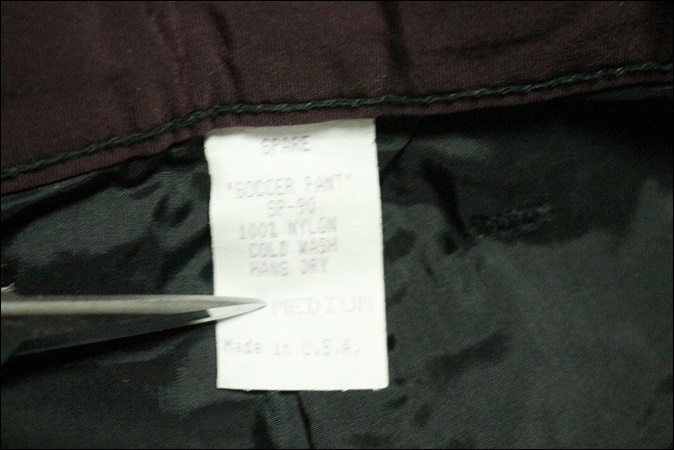 SPARE
"SOCCER PANT"
SP-90
100% NYLON
COLD WASH
HANG DRY
MEDIUM
Made in U.S.A.